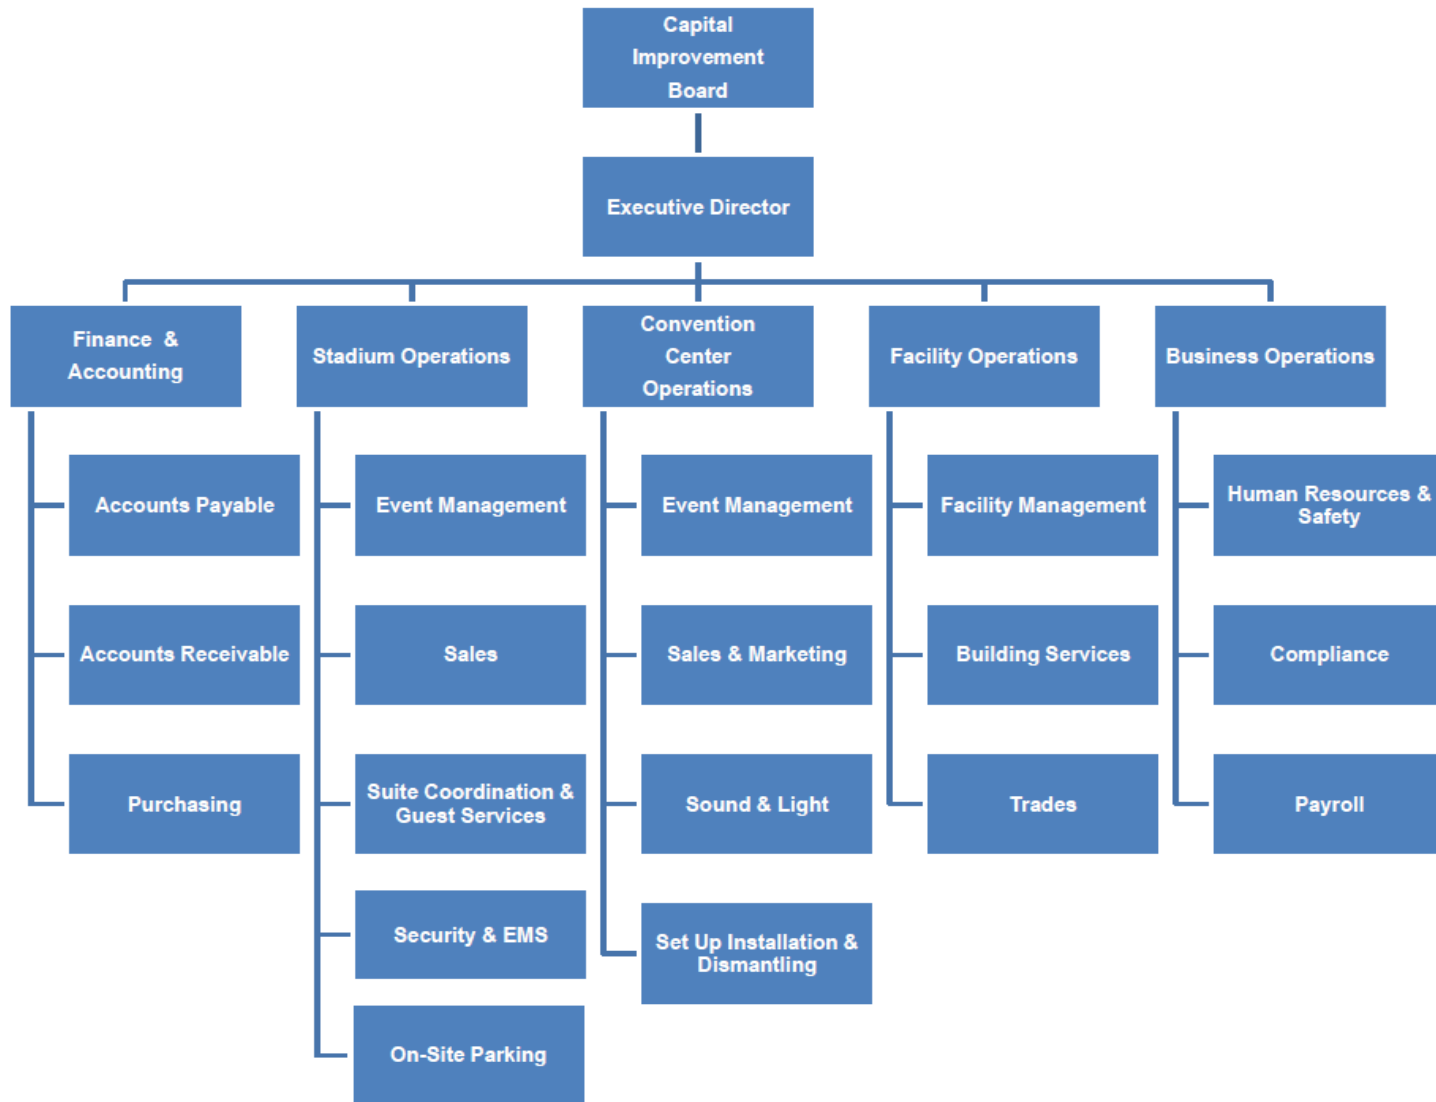 Capital
Improvement
Board
Executive Director
Finance &
Accounting
Stadium Operations
Convention
Center
Operations
Facility Operations
Business Operations
Accounts Payable
Event Management
Event Management
Facility Management
Human Resources &
Safety
Accounts Receivable
Sales
Sales & Marketing
Building Services
Compliance
Purchasing
Suite Coordination &
Guest Services
Sound & Light
Trades
Payroll
Security & EMS
Set Up Installation &
Dismantling
On-Site Parking